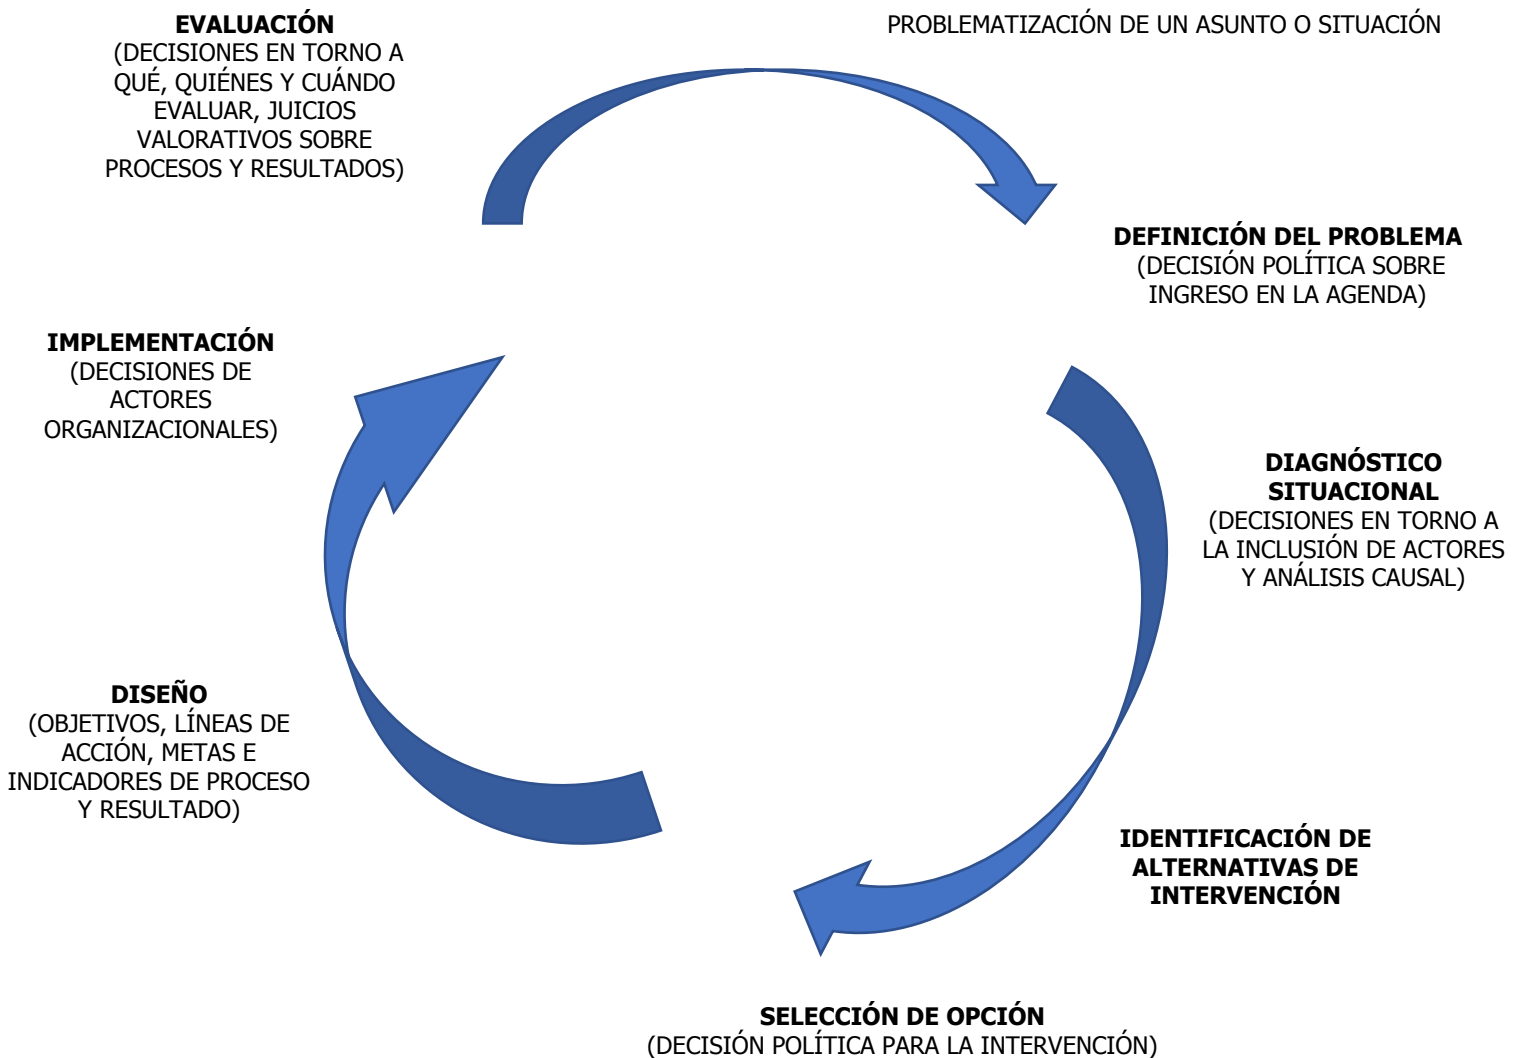 EVALUACIÓN
(DECISIONES EN TORNO A
QUÉ, QUIÉNES Y CUÁNDO
EVALUAR, JUICIOS
VALORATIVOS SOBRE
PROCESOS Y RESULTADOS)
PROBLEMATIZACIÓN DE UN ASUNTO O SITUACIÓN
DEFINICIÓN DEL PROBLEMA
(DECISIÓN POLÍTICA SOBRE
INGRESO EN LA AGENDA)
DIAGNÓSTICO
SITUACIONAL
(DECISIONES EN TORNO A
LA INCLUSIÓN DE ACTORES
Y ANÁLISIS CAUSAL)
IDENTIFICACIÓN DE
ALTERNATIVAS DE
INTERVENCIÓN
SELECCIÓN DE OPCIÓN
(DECISIÓN POLÍTICA PARA LA INTERVENCIÓN)
DISEÑO
(OBJETIVOS, LÍNEAS DE
ACCIÓN, METAS E
INDICADORES DE PROCESO
Y RESULTADO)
IMPLEMENTACIÓN
(DECISIONES DE
ACTORES
ORGANIZACIONALES)